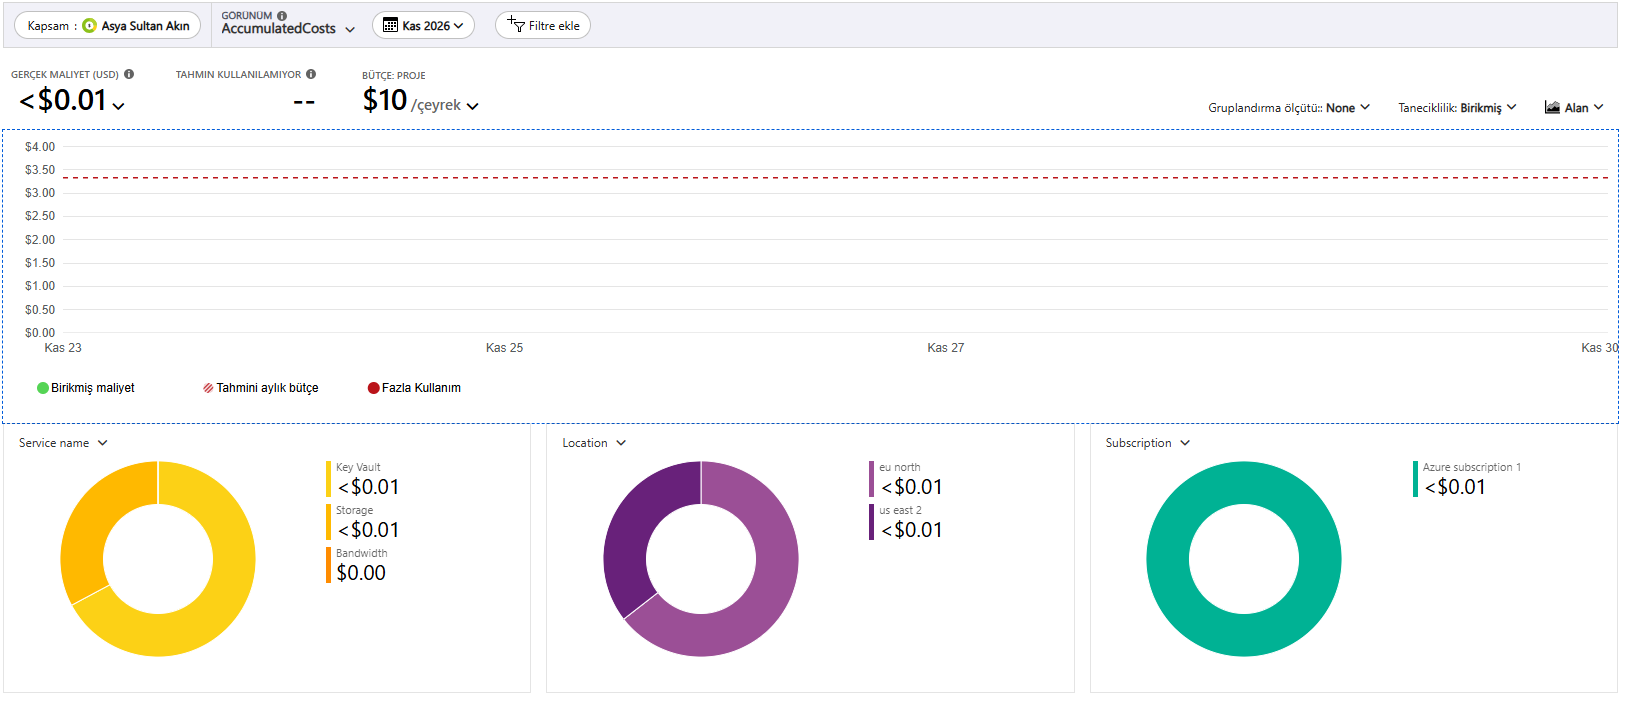 Kapsam : Asya Sultan Akın
GÖRÜNÜM
AccumulatedCosts
Kas 2026
Filtre ekle
GERÇEK MALIYET (USD)
<$0.01
TAHMIN KULLANILAMIYOR
--
BÜTÇE: PROJE
$10 /çeyrek
Gruplandırma ölçütü:: None
Taneciklilik: Birikmiş
Alan
$4.00
$3.50
$3.00
$2.50
$2.00
$1.50
$1.00
$0.50
$0.00
Kas 23
Kas 25
Kas 27
Kas 30
Birikmiş maliyet
Tahmini aylık bütçe
Fazla Kullanım
Service name
Key Vault
<$0.01
Storage
<$0.01
Bandwidth
$0.00
Location
eu north
<$0.01
us east 2
<$0.01
Subscription
Azure subscription 1
<$0.01